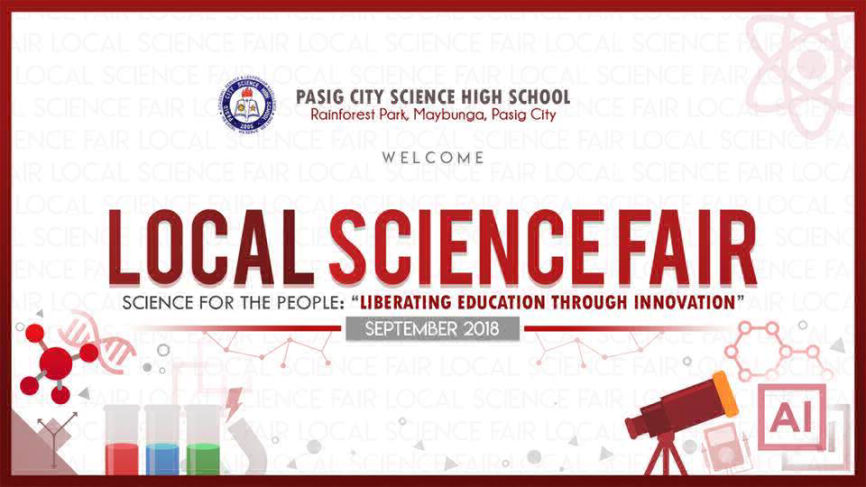 PASIG CITY SCIENCE HIGH SCHOOL
Rainforest Park, Maybunga, Pasig City
WELCOME
LOCAL SCIENCE FAIR
SCIENCE FOR THE PEOPLE: “LIBERATING EDUCATION THROUGH INNOVATION”
SEPTEMBER 2018
AI